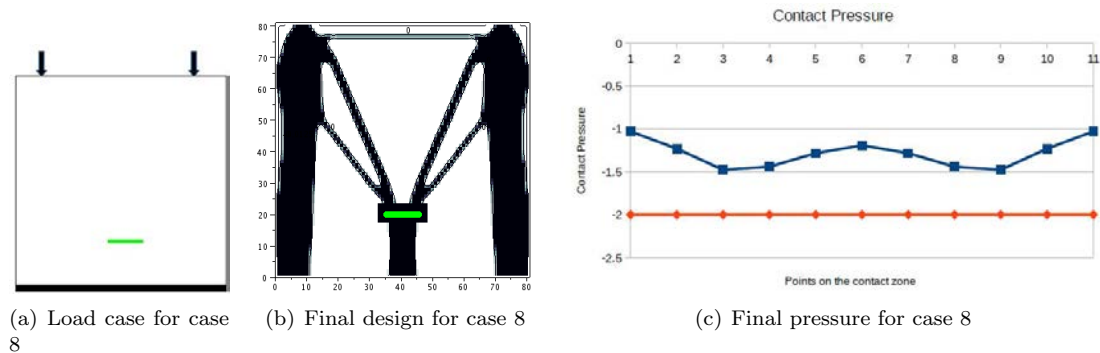 Contact Pressure
0
1 2 3 4 5 6 7 8 9 10 11
-0.5
-1
-1.5
-2
-2.5
Contact Pressure
Points on the contact zone
80
70
60
50
40
30
20
10
0
0 10 20 30 40 50 60 70 80
0
(a) Load case for case
8
(b) Final design for case 8
(c) Final pressure for case 8